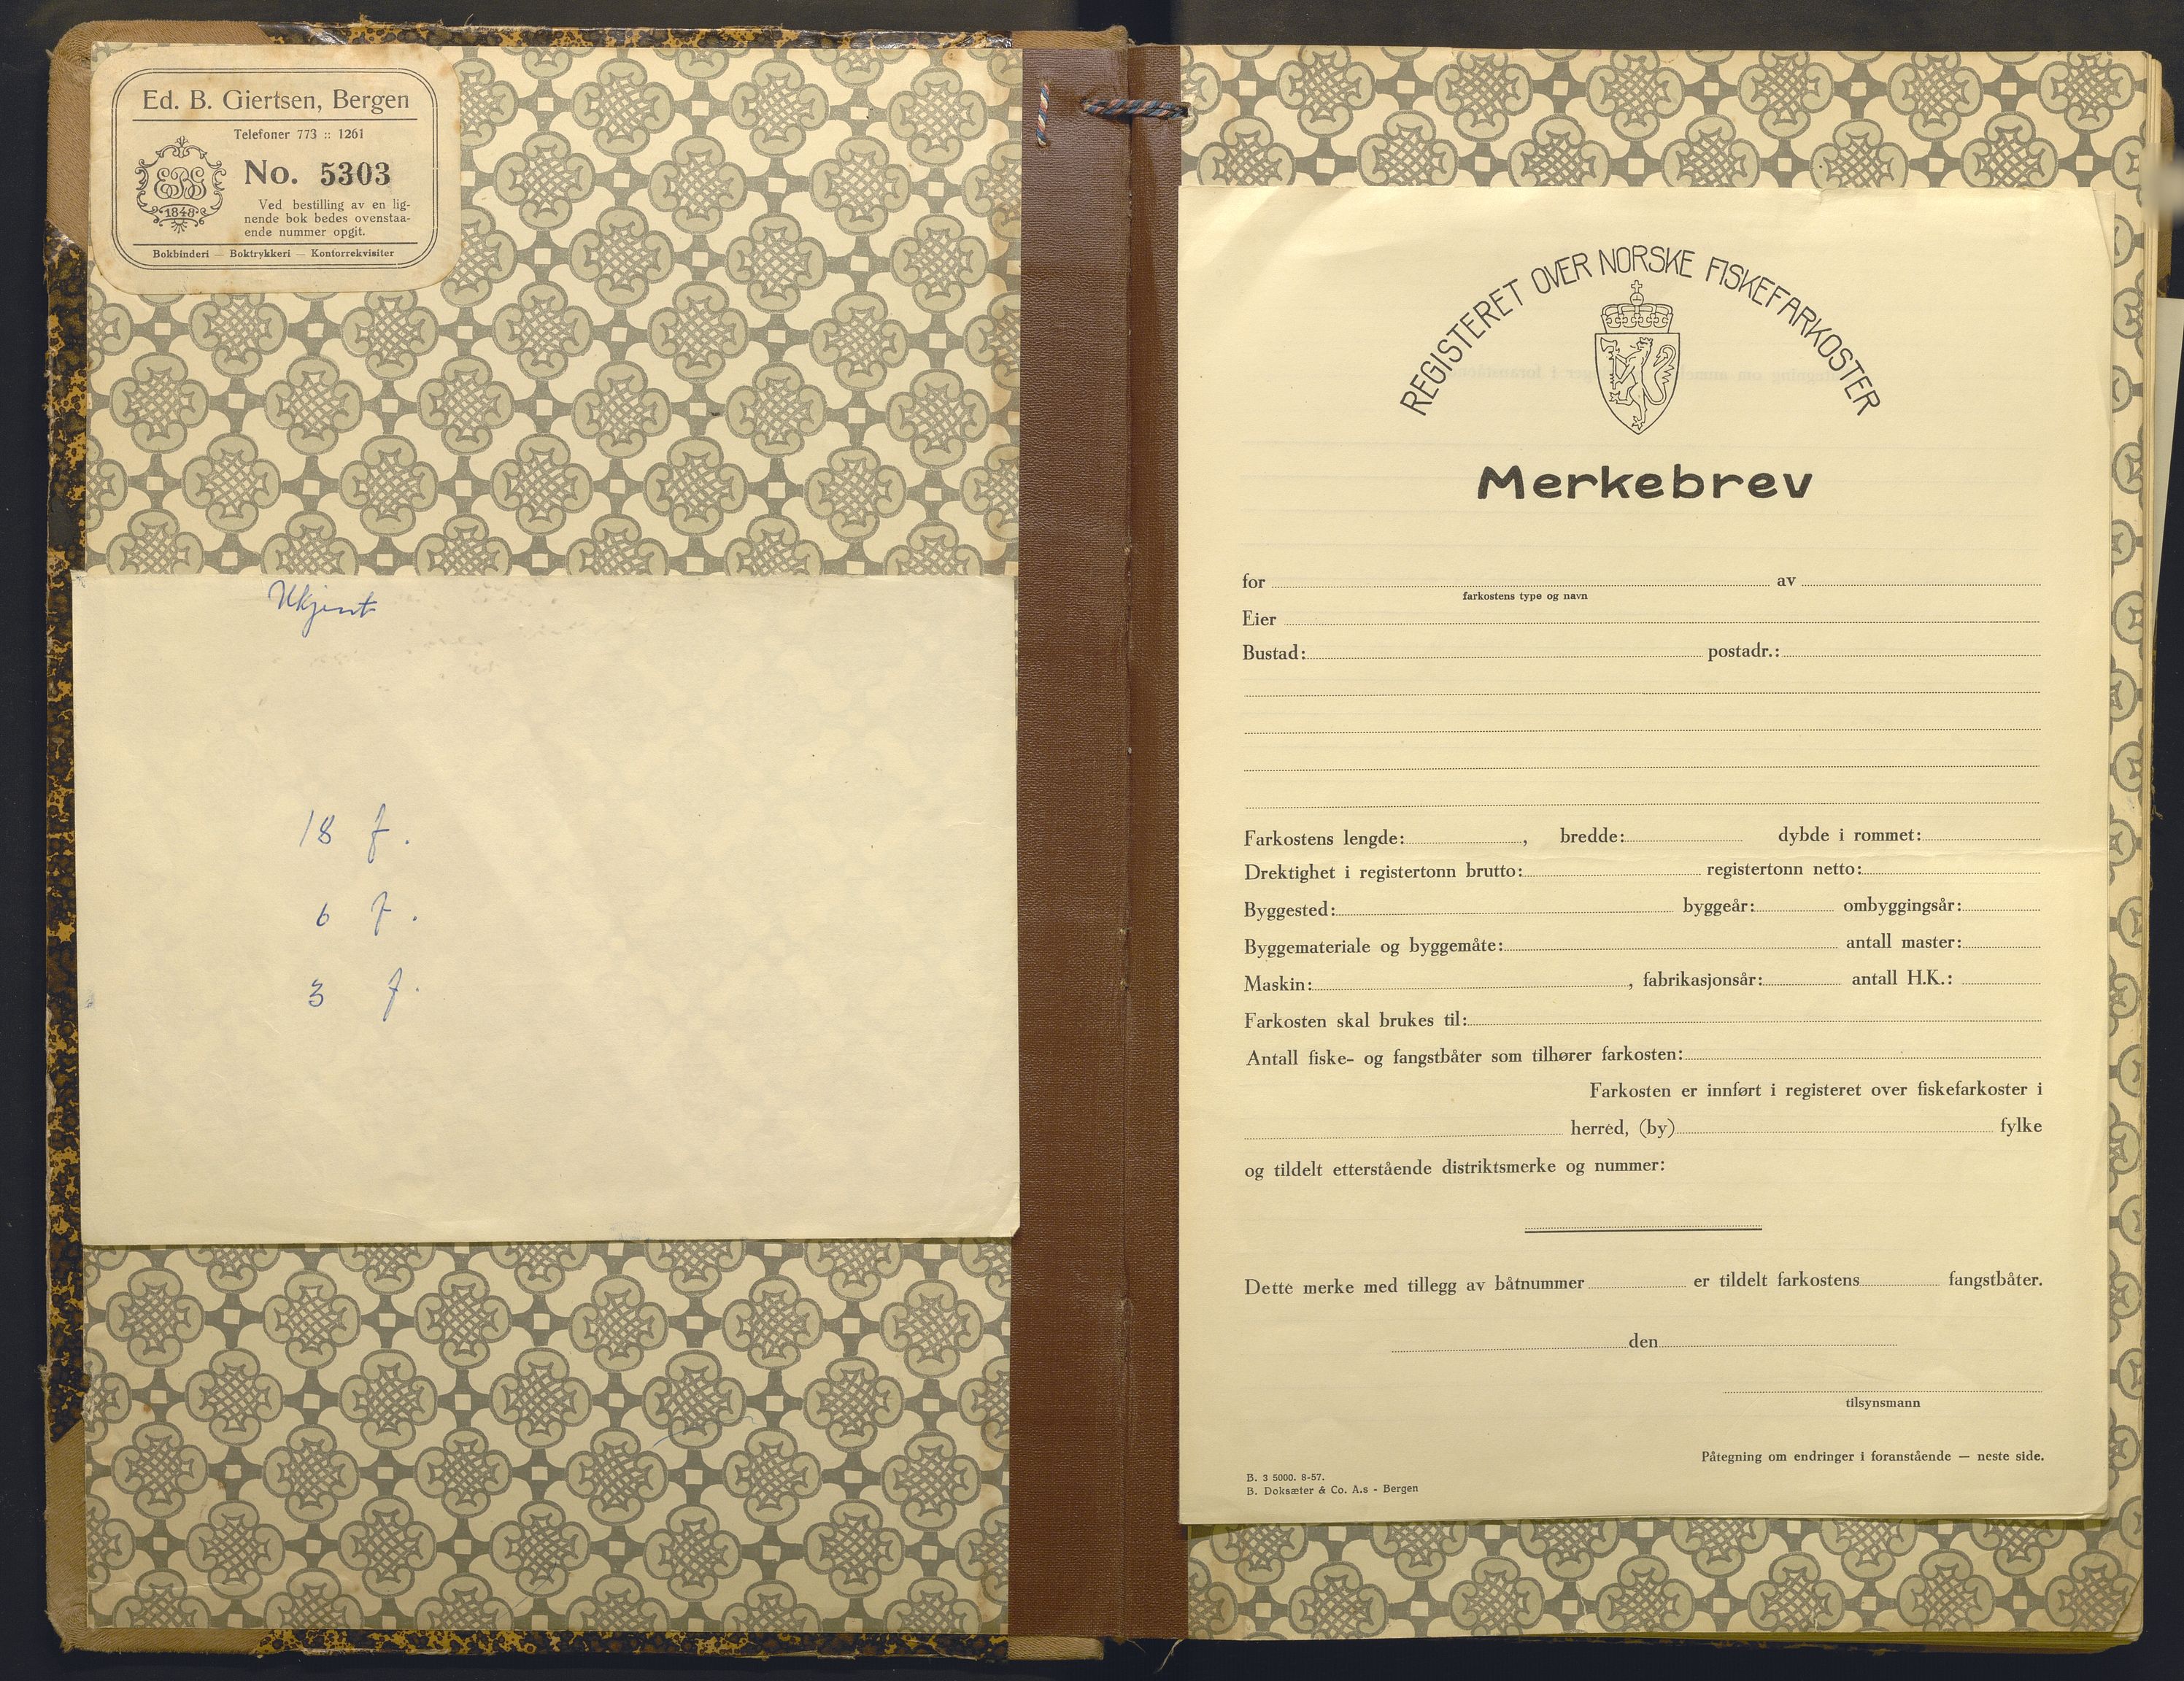 Ed. B. Giertsen, Bergen
Telefoner 773 :: 1261
EBG
1848
No. 5303
Ved bestilling av en lig-
nende bok bedes ovenstaa-
ende nummer opgit.
Bokbinderi — Boktrykkeri — Kontorrekvisiter
Ukjent
18 f.
6 f.
3 f.
REGISTERET OVER NORSKE FISKEFARKOSTER
Merkebrev
for av
farkostens type og navn
Eier
Bustad: postadr.:
Farkostens lengde: , bredde: dybde i rommet:
Drektighet i registertonn brutto: registertonn netto:
Byggested: byggeår: ombyggingsår:
Byggemateriale og byggemåte: antall master:
Maskin: , fabrikasjonsår: antall H.K.:
Farkosten skal brukes til:
Antall fiske- og fangstbåter som tilhører farkosten:
Farkosten er innført i registeret over fiskefarkoster i
herred, (by) fylke
og tildelt etterstående distriktsmerke og nummer:
Dette merke med tillegg av båtnummer er tildelt farkostens fangstbåter.
den
tilsynsmann
Påtegning om endringer i foranstående — neste side.
B. 3 5000. 8-57.
B. Doksæter & Co. A.s - Bergen